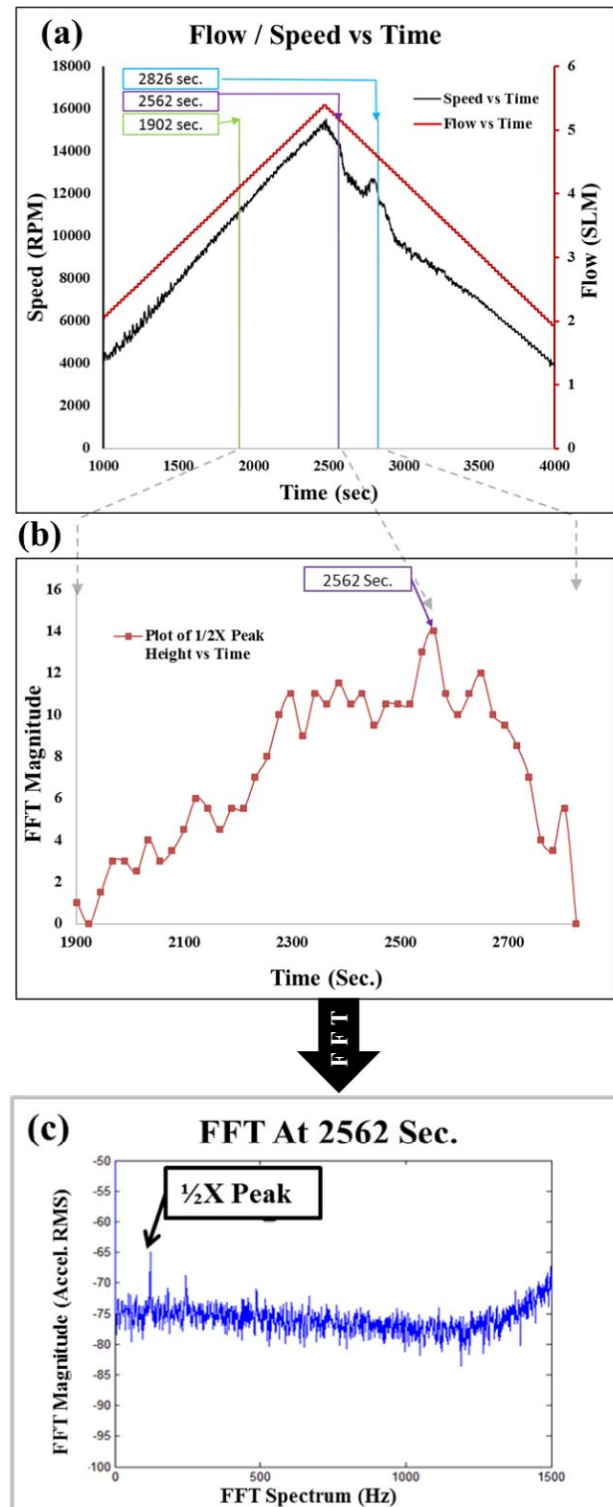 (a)
Flow / Speed vs Time
18000
16000
14000
12000
10000
8000
6000
4000
2000
0
Speed (RPM)
2826 sec.
2562 sec.
1902 sec.
Speed vs Time
Flow vs Time
6
5
4
3
2
1
0
Flow (SLM)
1000 1500 2000 2500 3000 3500 4000
Time (sec)
(b)
2562 Sec.
Plot of 1/2X Peak
Height vs Time
16
14
12
10
8
6
4
2
0
FFT Magnitude
1900 2100 2300 2500 2700
Time (Sec.)
FFT
(c)
FFT At 2562 Sec.
½X Peak
-50
-55
-60
-65
-70
-75
-80
-85
-90
-95
-100
FFT Magnitude (Accel. RMS)
0 500 1000 1500
FFT Spectrum (Hz)